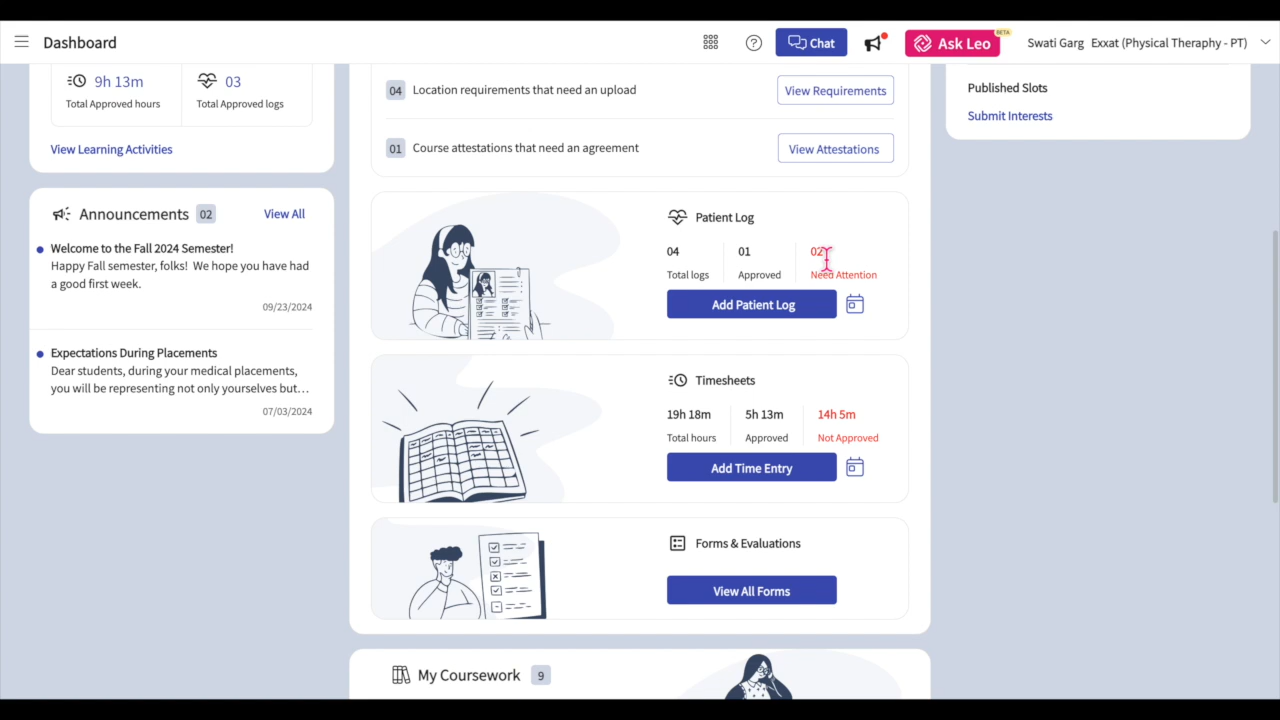 Dashboard
Chat
Ask Leo
BETA
Swati Garg Exxat (Physical Theraphy - PT)
9h 13m
Total Approved hours
03
Total Approved logs
View Learning Activities
Announcements 02
View All
Welcome to the Fall 2024 Semester!
Happy Fall semester, folks! We hope you have had
a good first week.
09/23/2024
Expectations During Placements
Dear students, during your medical placements,
you will be representing not only yourselves but...
07/03/2024
04 Location requirements that need an upload
View Requirements
01 Course attestations that need an agreement
View Attestations
Patient Log
04
Total logs
01
Approved
02
Need Attention
Add Patient Log
Timesheets
19h 18m
Total hours
5h 13m
Approved
14h 5m
Not Approved
Add Time Entry
Forms & Evaluations
View All Forms
My Coursework 9
Published Slots
Submit Interests